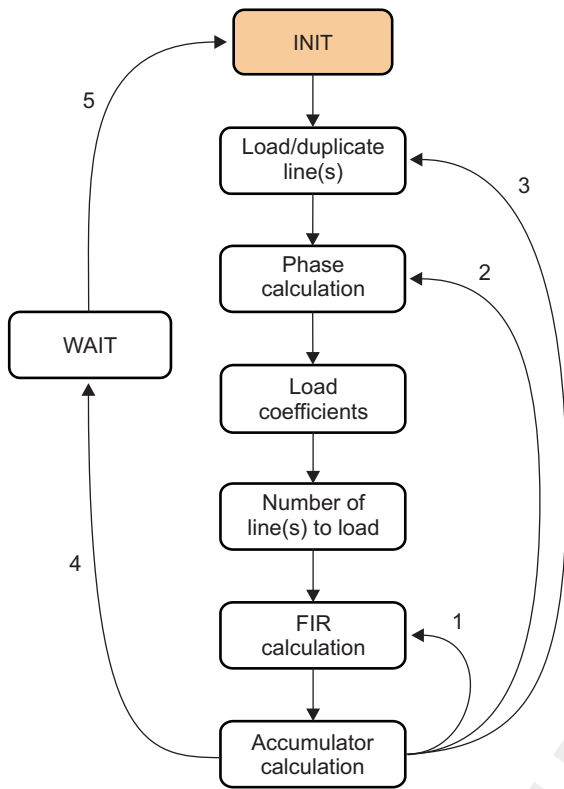 INIT
5
Load/duplicate
line(s)
3
Phase
calculation
2
WAIT
Load
coefficients
Number of
line(s) to load
4
FIR
calculation
1
Accumulator
calculation